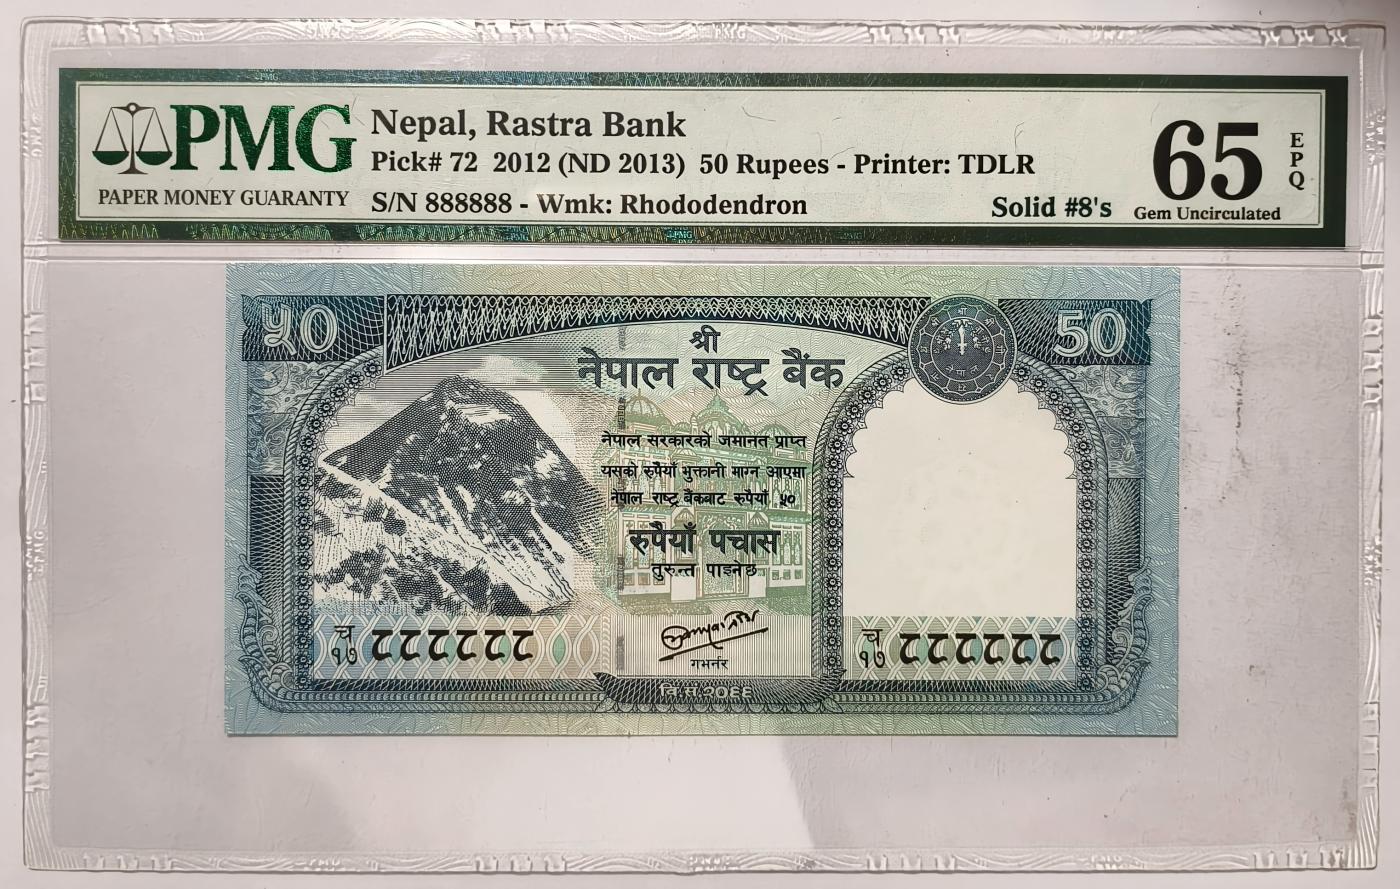 PMG
PAPER MONEY GUARANTY
Nepal, Rastra Bank
Pick# 72 2012 (ND 2013) 50 Rupees - Printer: TDLR
S/N 888888 - Wmk: Rhododendron
Solid #8's
65
EPQ
Gem Uncirculated
५०
50
श्री
नेपाल राष्ट्र बैंक
नेपाल सरकारको जमानत प्राप्त
यसको रुपैयाँ भुक्तानी माग्न आएमा
नेपाल राष्ट्र बैंकबाट रुपैयाँ ५०
रुपैयाँ पचास
तुरुन्त पाइनेछ
च १७ ८८८८८८
गभर्नर
च १७ ८८८८८८